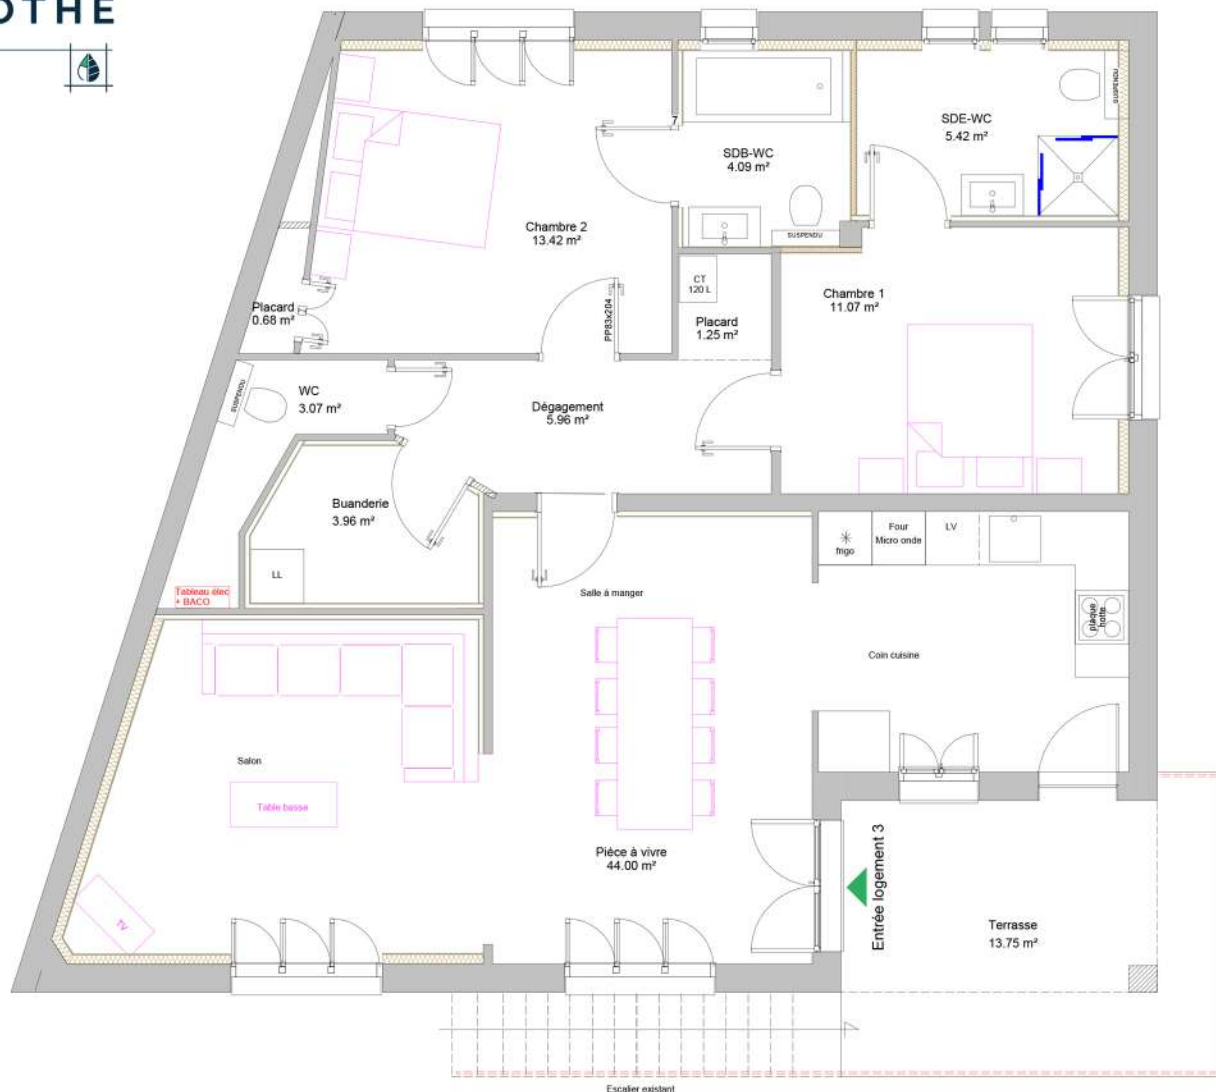 OTHE
SUSPENDU
SDE-WC
5.42 m²
7
SDB-WC
4.09 m²
Chambre 2
13.42 m²
SUSPENDU
CT
120 L
Chambre 1
11.07 m²
Placard
0.68 m²
PP83x204
Placard
1.25 m²
SUSPENDU
WC
3.07 m²
Dégagement
5.96 m²
Buanderie
3.96 m²
frigo
Four
Micro onde
LV
LL
Tableau élec
+ BACO
Salle à manger
plaque
hotte
Coin cuisine
Salon
Table basse
Pièce à vivre
44.00 m²
Entrée logement 3
TV
Terrasse
13.75 m²
Escalier existant